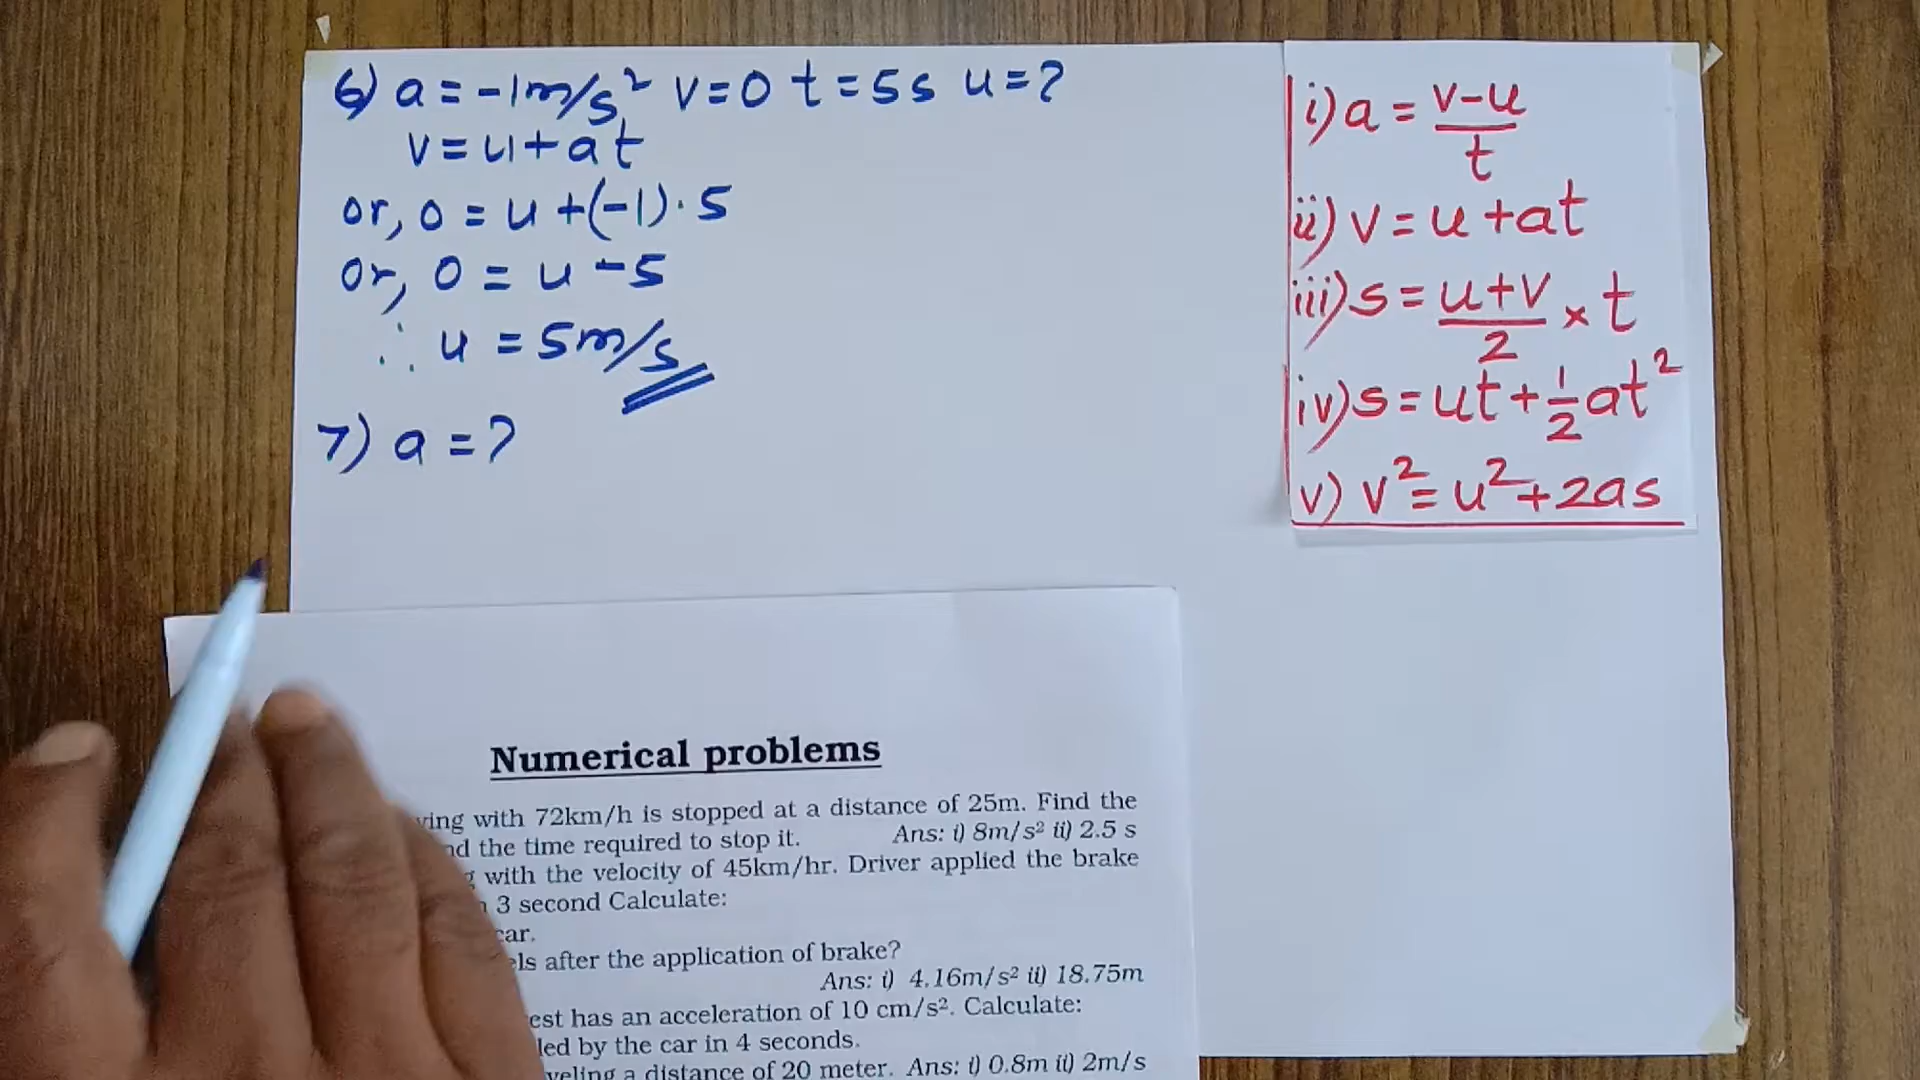 6) a = -1m/s² v=0 t=5s u=?
v=u+at
or, 0 = u +(-1)·5
or, 0 = u -5
∴ u = 5m/s
7) a =?
i) a = v-u/t
ii) v = u+at
iii) s = u+v/2 × t
iv) s = ut+1/2at²
v) v² = u²+2as
Numerical problems
with 72km/h is stopped at a distance of 25m. Find the
the time required to stop it. Ans: i) 8m/s² ii) 2.5 s
with the velocity of 45km/hr. Driver applied the brake
3 second Calculate:
car.
after the application of brake?
Ans: i) 4.16m/s² ii) 18.75m
has an acceleration of 10 cm/s². Calculate:
by the car in 4 seconds.
a distance of 20 meter. Ans: i) 0.8m ii) 2m/s